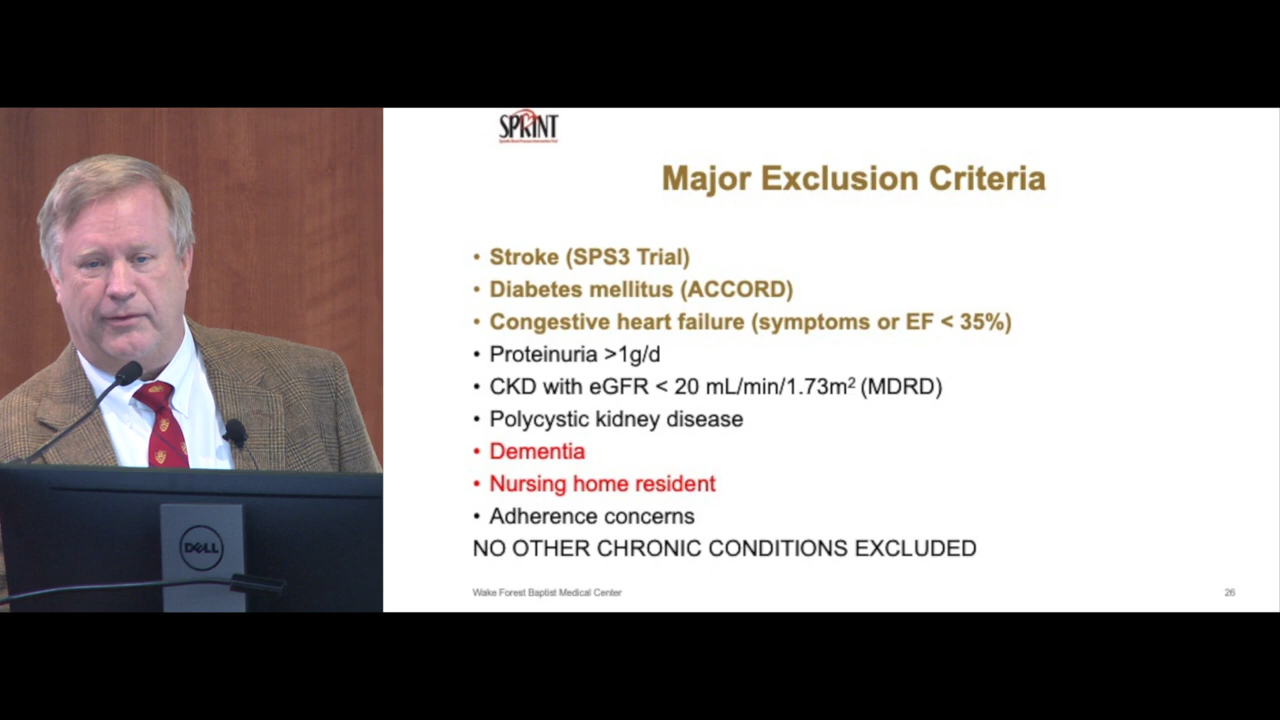 SPRINT
Major Exclusion Criteria
• Stroke (SPS3 Trial)
• Diabetes mellitus (ACCORD)
• Congestive heart failure (symptoms or EF < 35%)
• Proteinuria >1g/d
• CKD with eGFR < 20 mL/min/1.73m² (MDRD)
• Polycystic kidney disease
• Dementia
• Nursing home resident
• Adherence concerns
NO OTHER CHRONIC CONDITIONS EXCLUDED
Wake Forest Baptist Medical Center
26
DELL